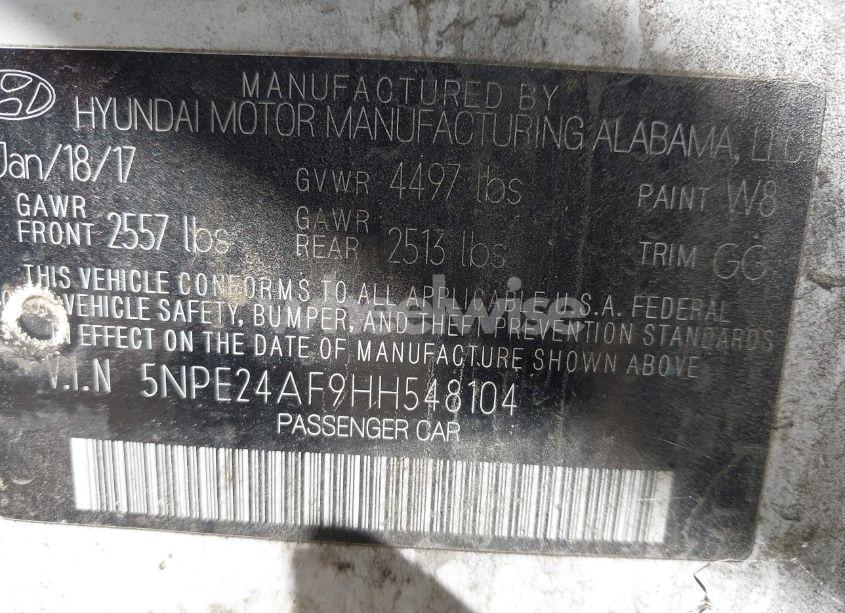 MANUFACTURED BY
HYUNDAI MOTOR MANUFACTURING ALABAMA, LLC
Jan/18/17 GVWR 4497 lbs PAINT W8
GAWR FRONT 2557 lbs GAWR REAR 2513 lbs TRIM GG
THIS VEHICLE CONFORMS TO ALL APPLICABLE U.S.A. FEDERAL
VEHICLE SAFETY, BUMPER, AND THEFT PREVENTION STANDARDS
IN EFFECT ON THE DATE OF MANUFACTURE SHOWN ABOVE
V.I.N 5NPE24AF9HH548104
PASSENGER CAR